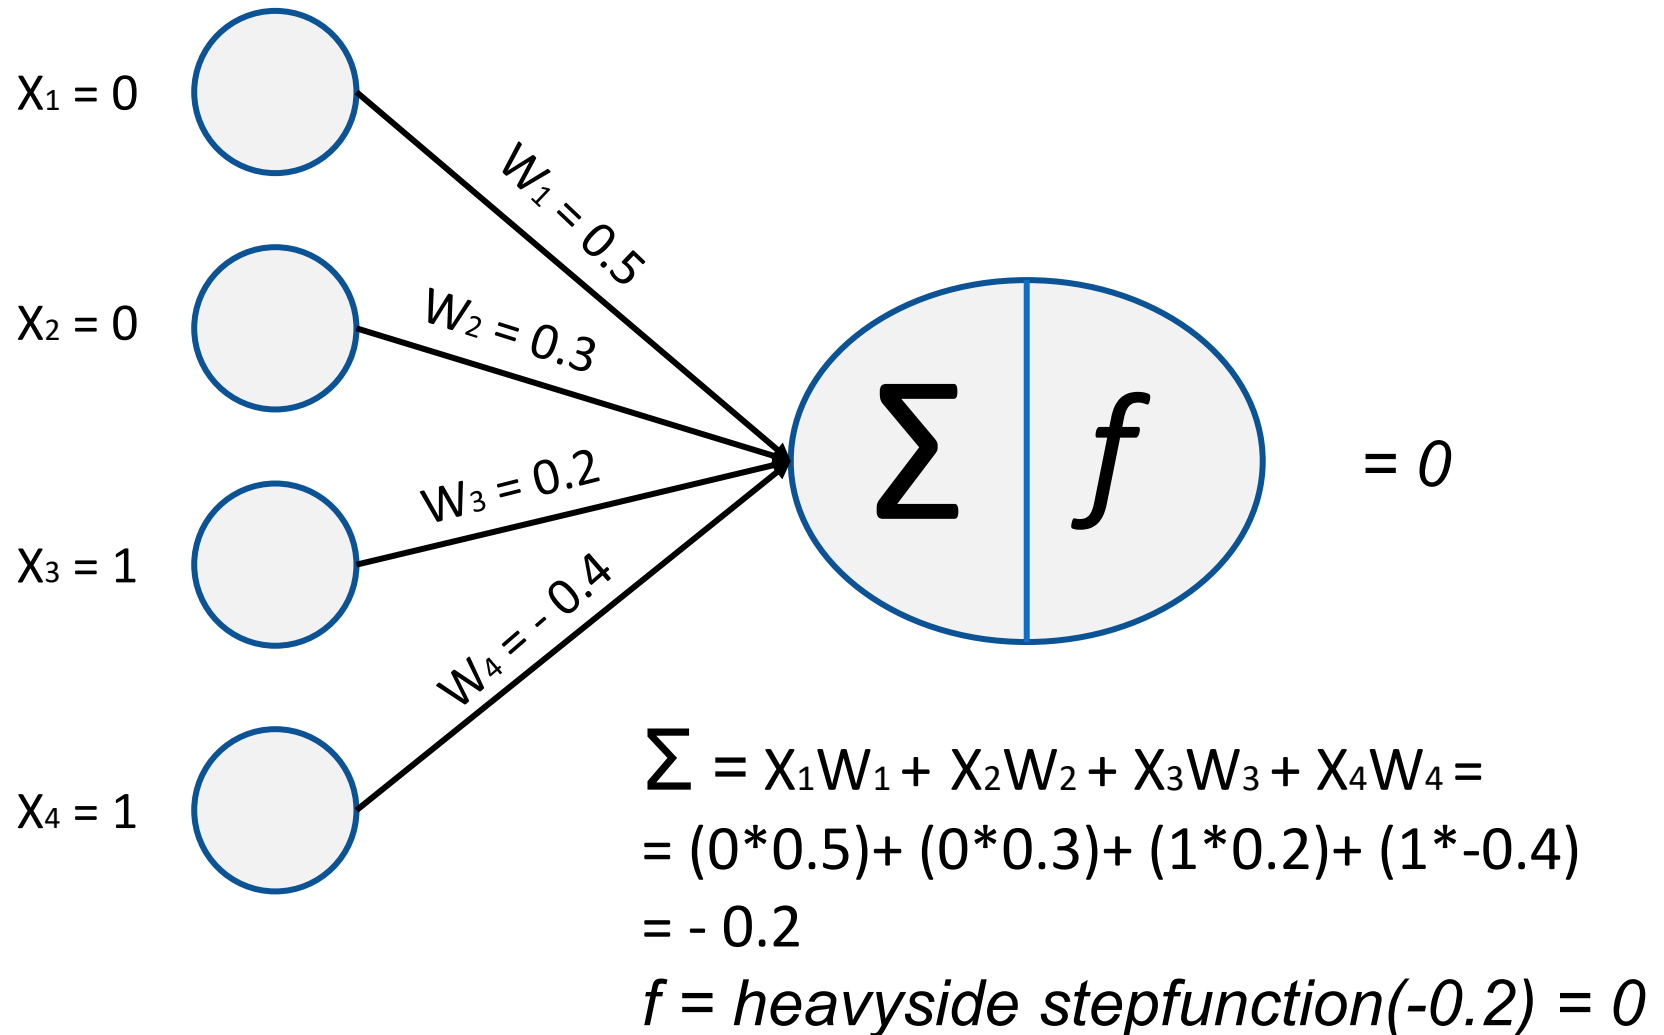 X₁ = 0
W₁ = 0.5
X₂ = 0
W₂ = 0.3
Σ f
= 0
W₃ = 0.2
X₃ = 1
W₄ = - 0.4
X₄ = 1
Σ = X₁W₁ + X₂W₂ + X₃W₃ + X₄W₄ =
= (0*0.5)+ (0*0.3)+ (1*0.2)+ (1*-0.4)
= - 0.2
f = heavyside stepfunction(-0.2) = 0